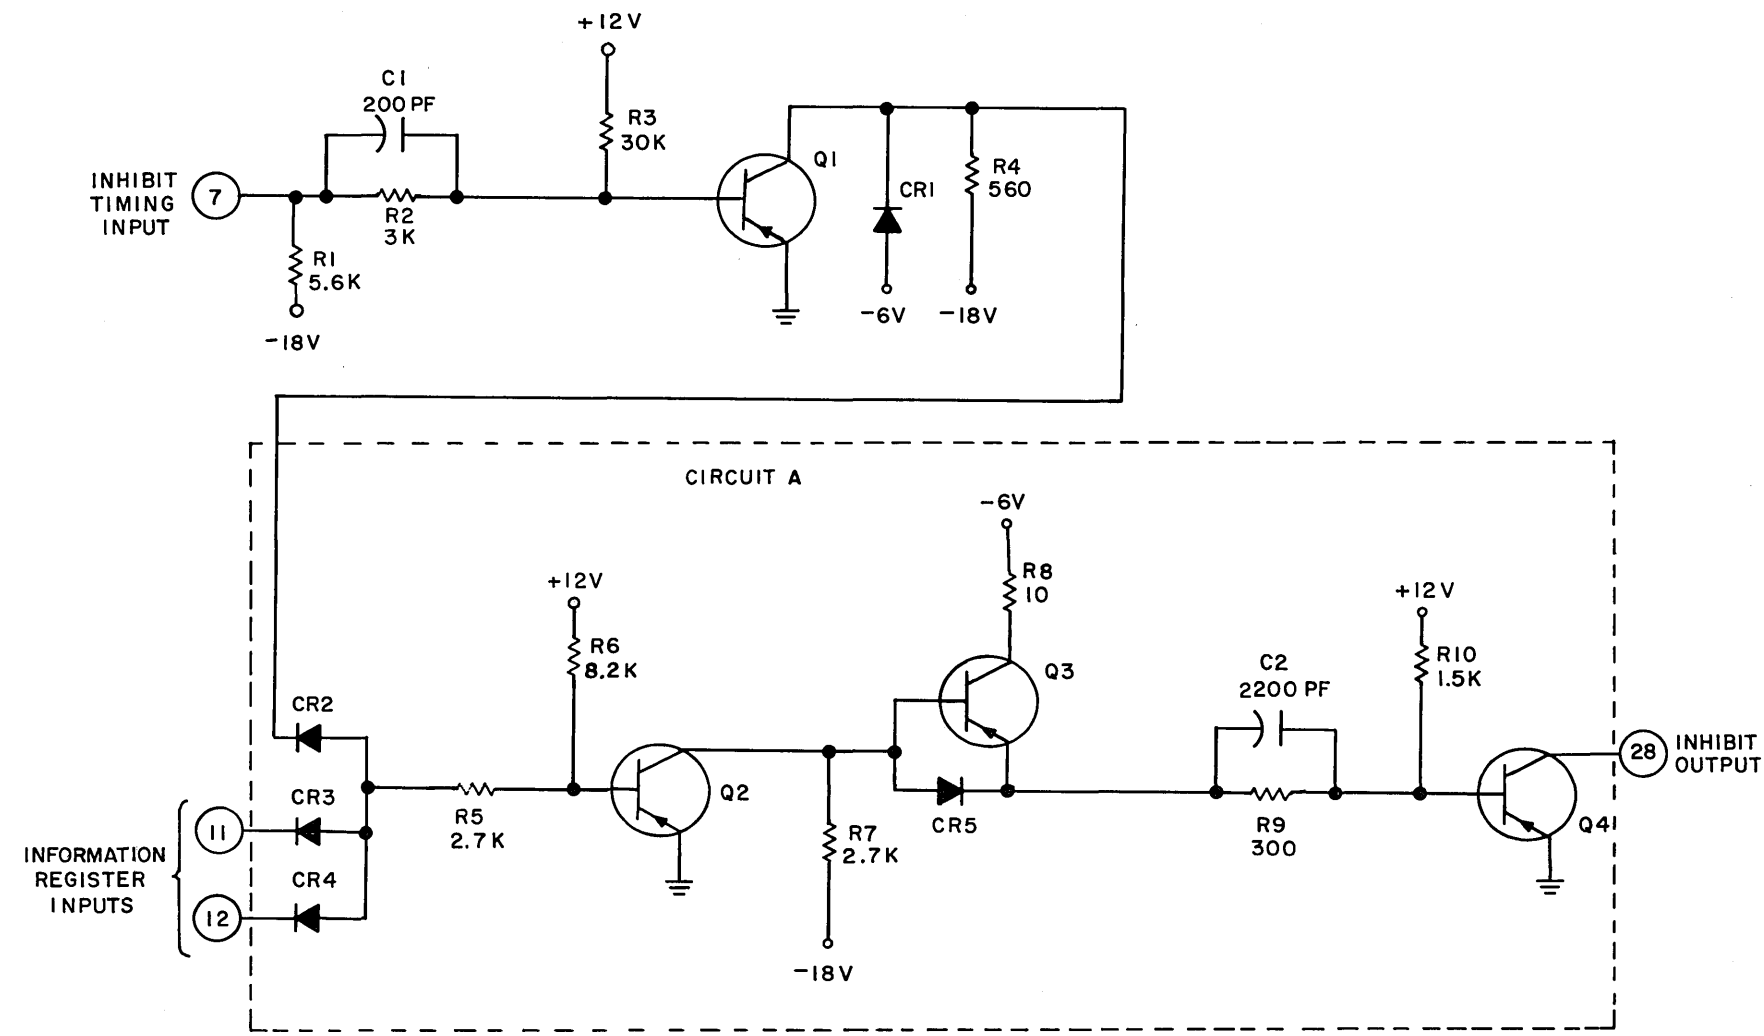 +12V
C1
200 PF
R3
30K
Q1
R4
560
CR1
INHIBIT
TIMING
INPUT
7
R2
3K
R1
5.6K
-18V
-6V
-18V
CIRCUIT A
-6V
R8
10
+12V
R6
8.2K
Q3
+12V
R10
1.5K
C2
2200 PF
CR2
28
INHIBIT
OUTPUT
CR3
R5
2.7K
Q2
CR5
R7
2.7K
R9
300
Q4
11
INFORMATION
REGISTER
INPUTS
CR4
12
-18V